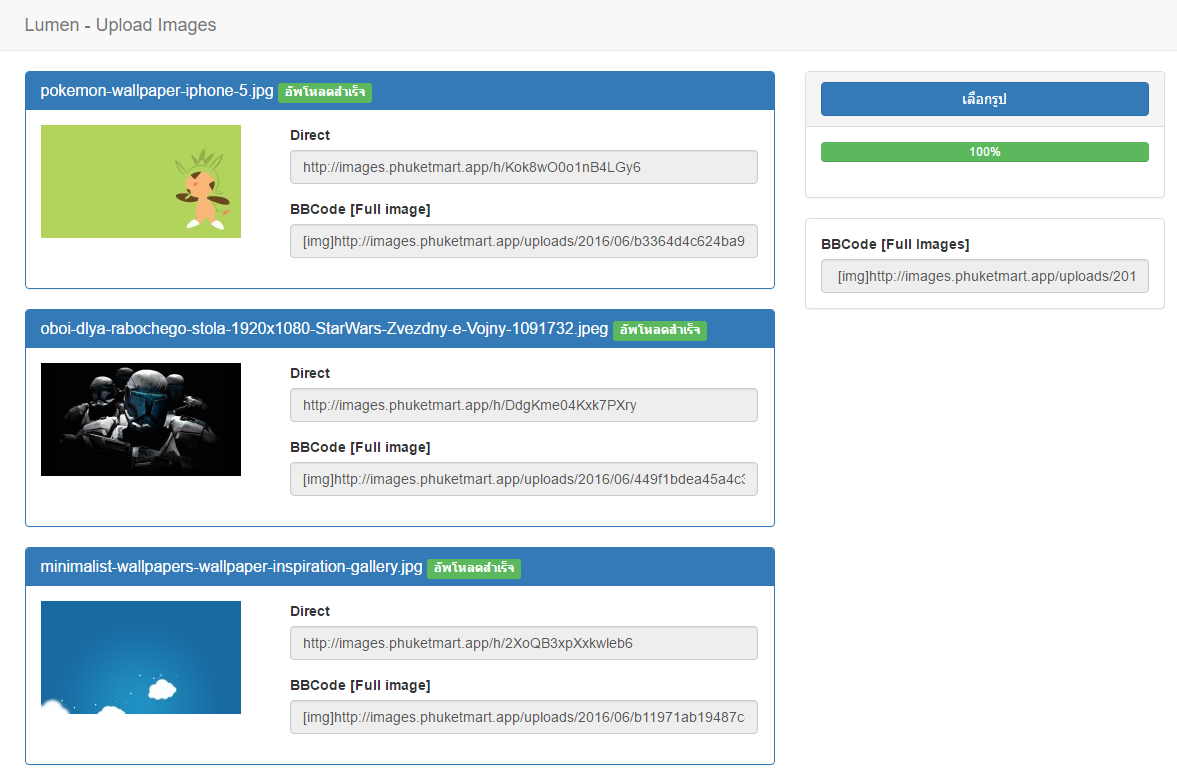 Lumen - Upload Images
pokemon-wallpaper-iphone-5.jpg อัพโหลดสำเร็จ
Direct
http://images.phuketmart.app/h/Kok8wO0o1nB4LGy6
BBCode [Full image]
[img]http://images.phuketmart.app/uploads/2016/06/b3364d4c624ba9
oboi-dlya-rabochego-stola-1920x1080-StarWars-Zvezdny-e-Vojny-1091732.jpeg อัพโหลดสำเร็จ
Direct
http://images.phuketmart.app/h/DdgKme04Kxk7PXry
BBCode [Full image]
[img]http://images.phuketmart.app/uploads/2016/06/449f1bdea45a4c3
minimalist-wallpapers-wallpaper-inspiration-gallery.jpg อัพโหลดสำเร็จ
Direct
http://images.phuketmart.app/h/2XoQB3xpXxkwleb6
BBCode [Full image]
[img]http://images.phuketmart.app/uploads/2016/06/b11971ab19487c
เลือกรูป
100%
BBCode [Full Images]
[img]http://images.phuketmart.app/uploads/201